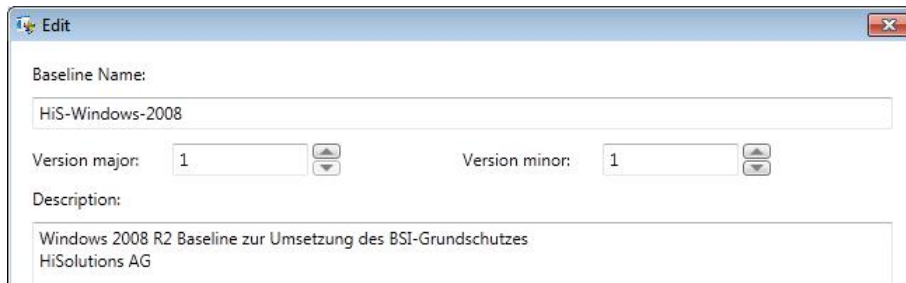 Edit
Baseline Name:
HiS-Windows-2008
Version major: 1 Version minor: 1
Description:
Windows 2008 R2 Baseline zur Umsetzung des BSI-Grundschutzes
HiSolutions AG